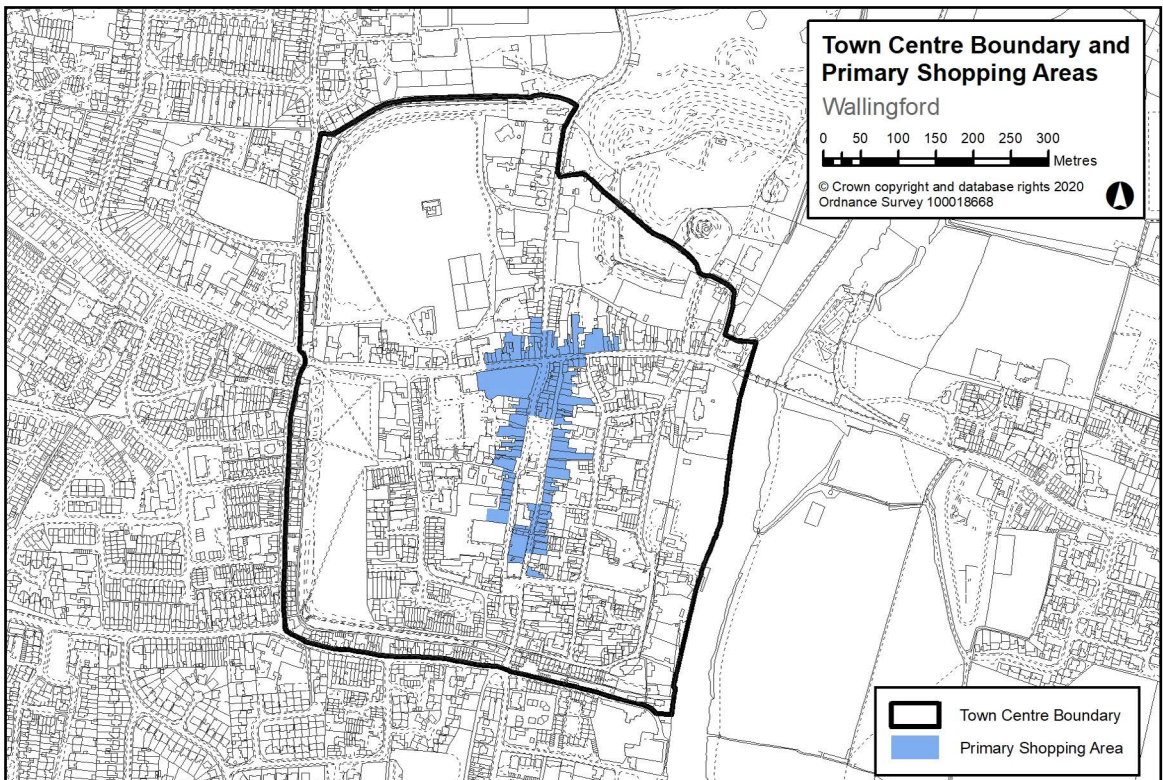 Town Centre Boundary and
Primary Shopping Areas
Wallingford
0 50 100 150 200 250 300
Metres
© Crown copyright and database rights 2020
Ordnance Survey 100018668
Town Centre Boundary
Primary Shopping Area